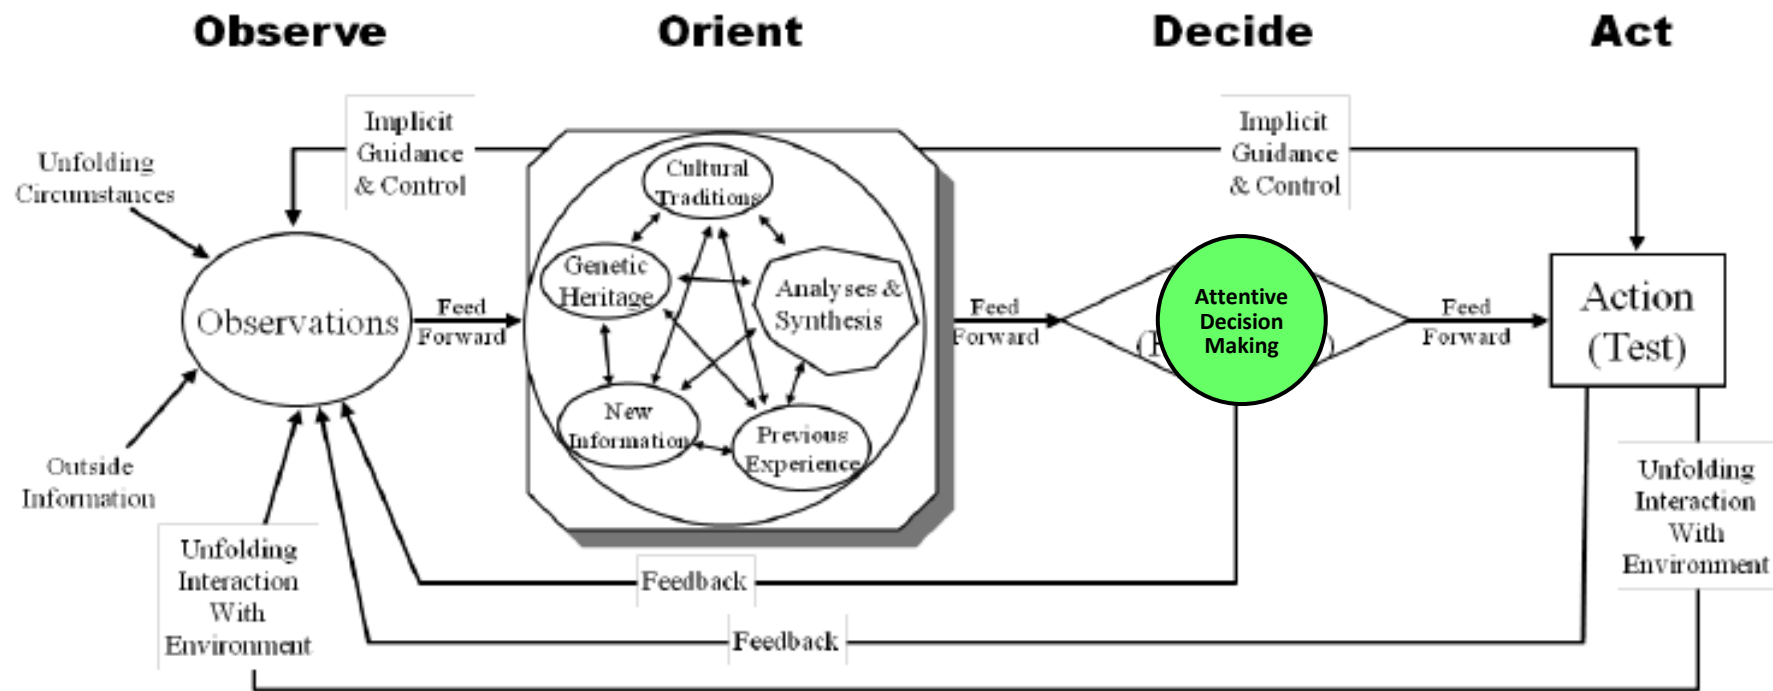 Observe
Orient
Decide
Act
Implicit
Guidance
& Control
Implicit
Guidance
& Control
Unfolding
Circumstances
Cultural
Traditions
Genetic
Heritage
Analyses &
Synthesis
Observations
Feed
Forward
Feed
Forward
Attentive
Decision
Making
Feed
Forward
Action
(Test)
New
Information
Previous
Experience
Outside
Information
Unfolding
Interaction
With
Environment
Unfolding
Interaction
With
Environment
Feedback
Feedback